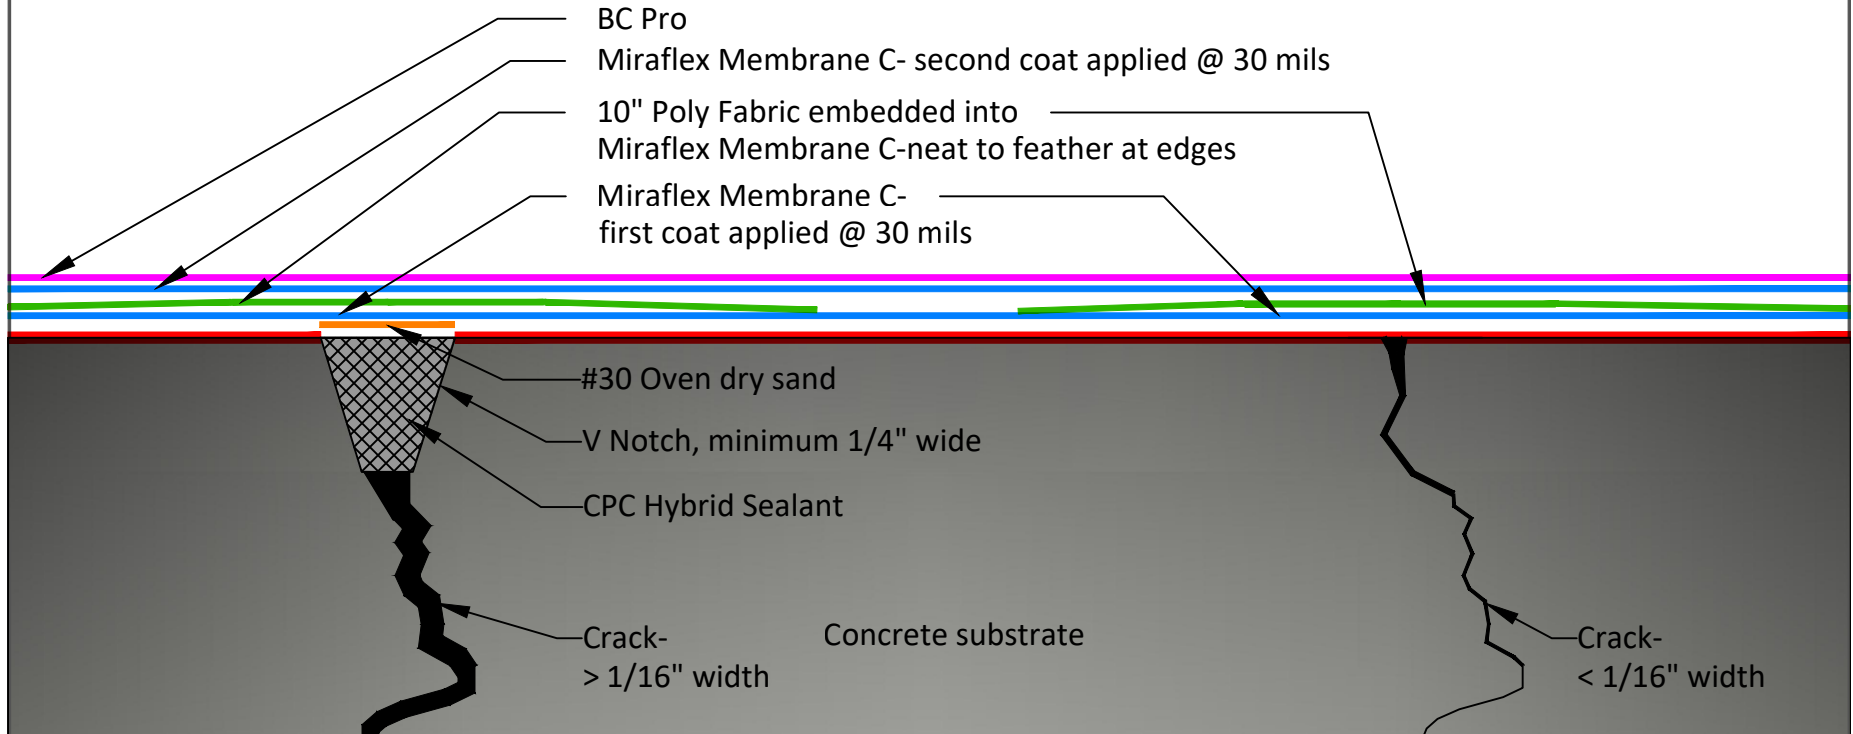 BC Pro
Miraflex Membrane C- second coat applied @ 30 mils
10" Poly Fabric embedded into
Miraflex Membrane C-neat to feather at edges
Miraflex Membrane C-
first coat applied @ 30 mils
#30 Oven dry sand
V Notch, minimum 1/4" wide
CPC Hybrid Sealant
Crack-
> 1/16" width
Concrete substrate
Crack-
< 1/16" width